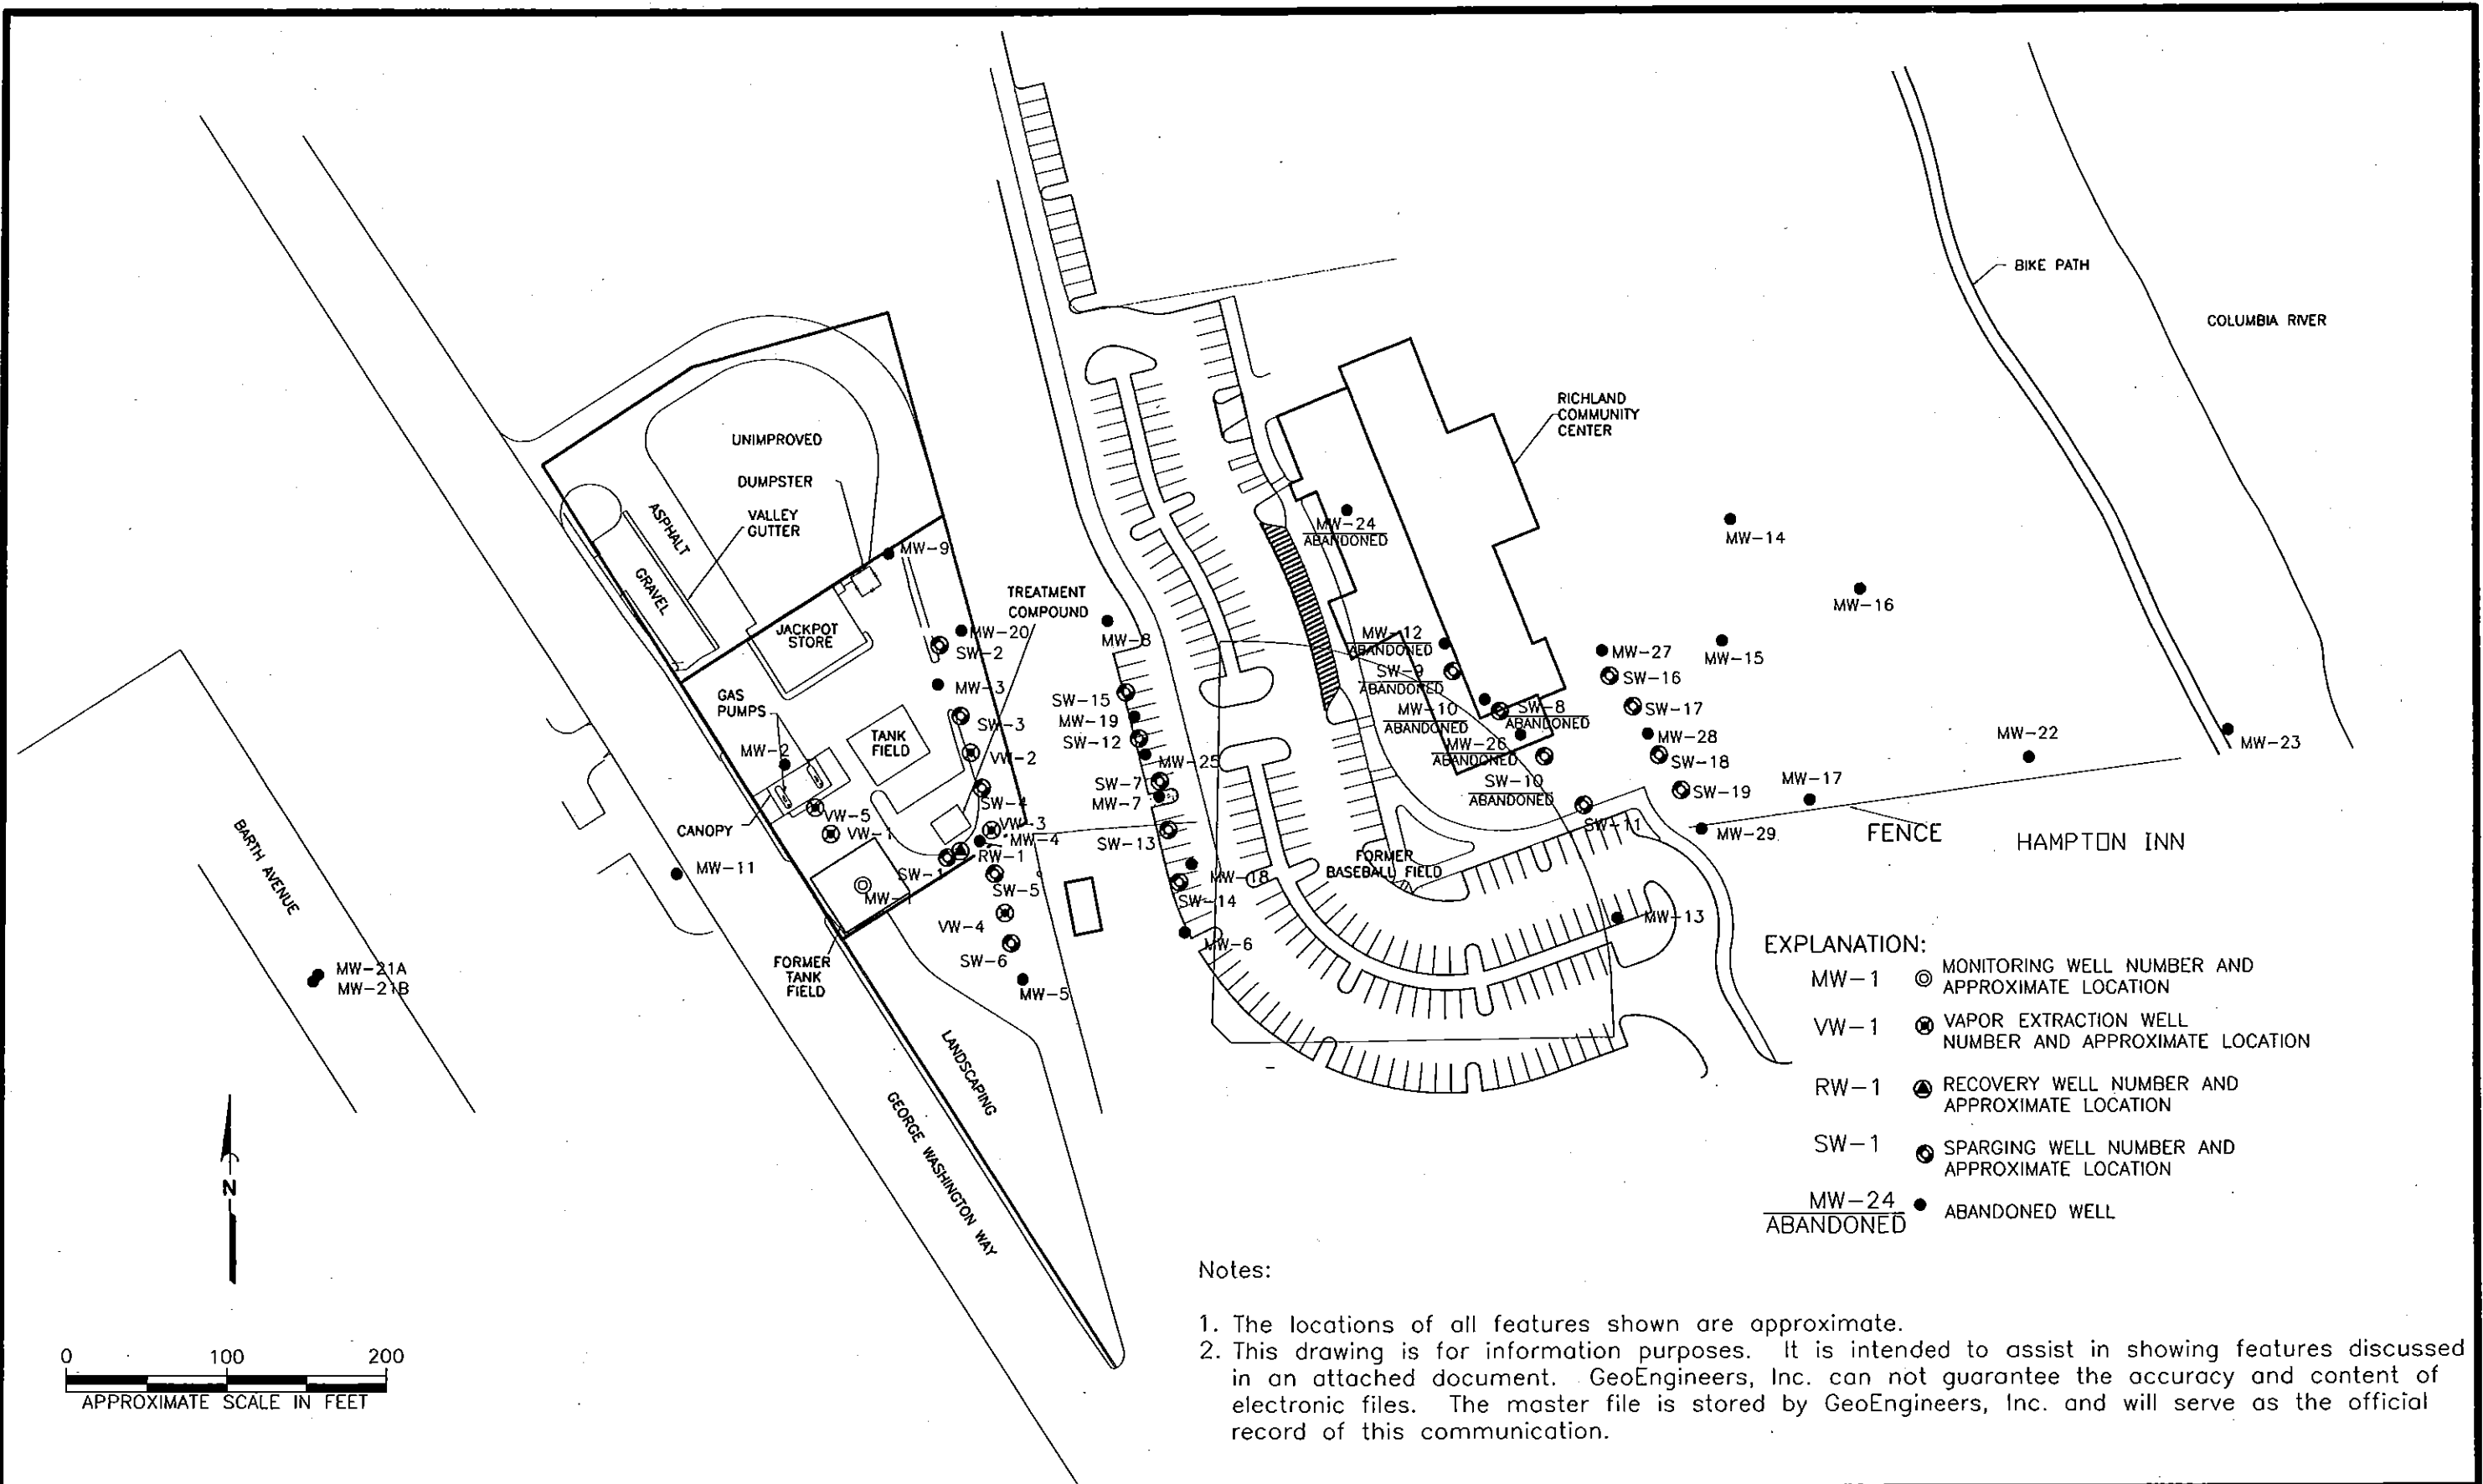 BIKE PATH
COLUMBIA RIVER
RICHLAND
COMMUNITY
CENTER
UNIMPROVED
DUMPSTER
VALLEY
GUTTER
ASPHALT
GRAVEL
JACKPOT
STORE
MW-9
TREATMENT
COMPOUND
MW-20
SW-2
MW-3
GAS
PUMPS
SW-3
TANK
FIELD
MW-2
VW-2
SW-4
VW-5
VW-1
CANOPY
VW-3
MW-4
RW-1
SW-1
MW-1
SW-5
MW-11
VW-4
SW-6
MW-5
FORMER
TANK
FIELD
MW-8
SW-15
MW-19
SW-12
MW-25
SW-7
MW-7
SW-13
MW-18
SW-14
MW-6
MW-24
ABANDONED
MW-12
ABANDONED
SW-9
ABANDONED
MW-10
ABANDONED
SW-8
ABANDONED
MW-26
ABANDONED
SW-10
ABANDONED
SW-11
FORMER
BASEBALL FIELD
MW-14
MW-16
MW-15
MW-27
SW-16
SW-17
MW-28
SW-18
SW-19
MW-17
MW-22
MW-23
MW-29
FENCE
HAMPTON INN
MW-13
BARTH AVENUE
MW-21A
MW-21B
LANDSCAPING
GEORGE WASHINGTON WAY
EXPLANATION:
MW-1 MONITORING WELL NUMBER AND
APPROXIMATE LOCATION
VW-1 VAPOR EXTRACTION WELL
NUMBER AND APPROXIMATE LOCATION
RW-1 RECOVERY WELL NUMBER AND
APPROXIMATE LOCATION
SW-1 SPARGING WELL NUMBER AND
APPROXIMATE LOCATION
MW-24
ABANDONED
ABANDONED WELL
N
0 100 200
APPROXIMATE SCALE IN FEET
Notes:
1. The locations of all features shown are approximate.
2. This drawing is for information purposes. It is intended to assist in showing features discussed
in an attached document. GeoEngineers, Inc. can not guarantee the accuracy and content of
electronic files. The master file is stored by GeoEngineers, Inc. and will serve as the official
record of this communication.